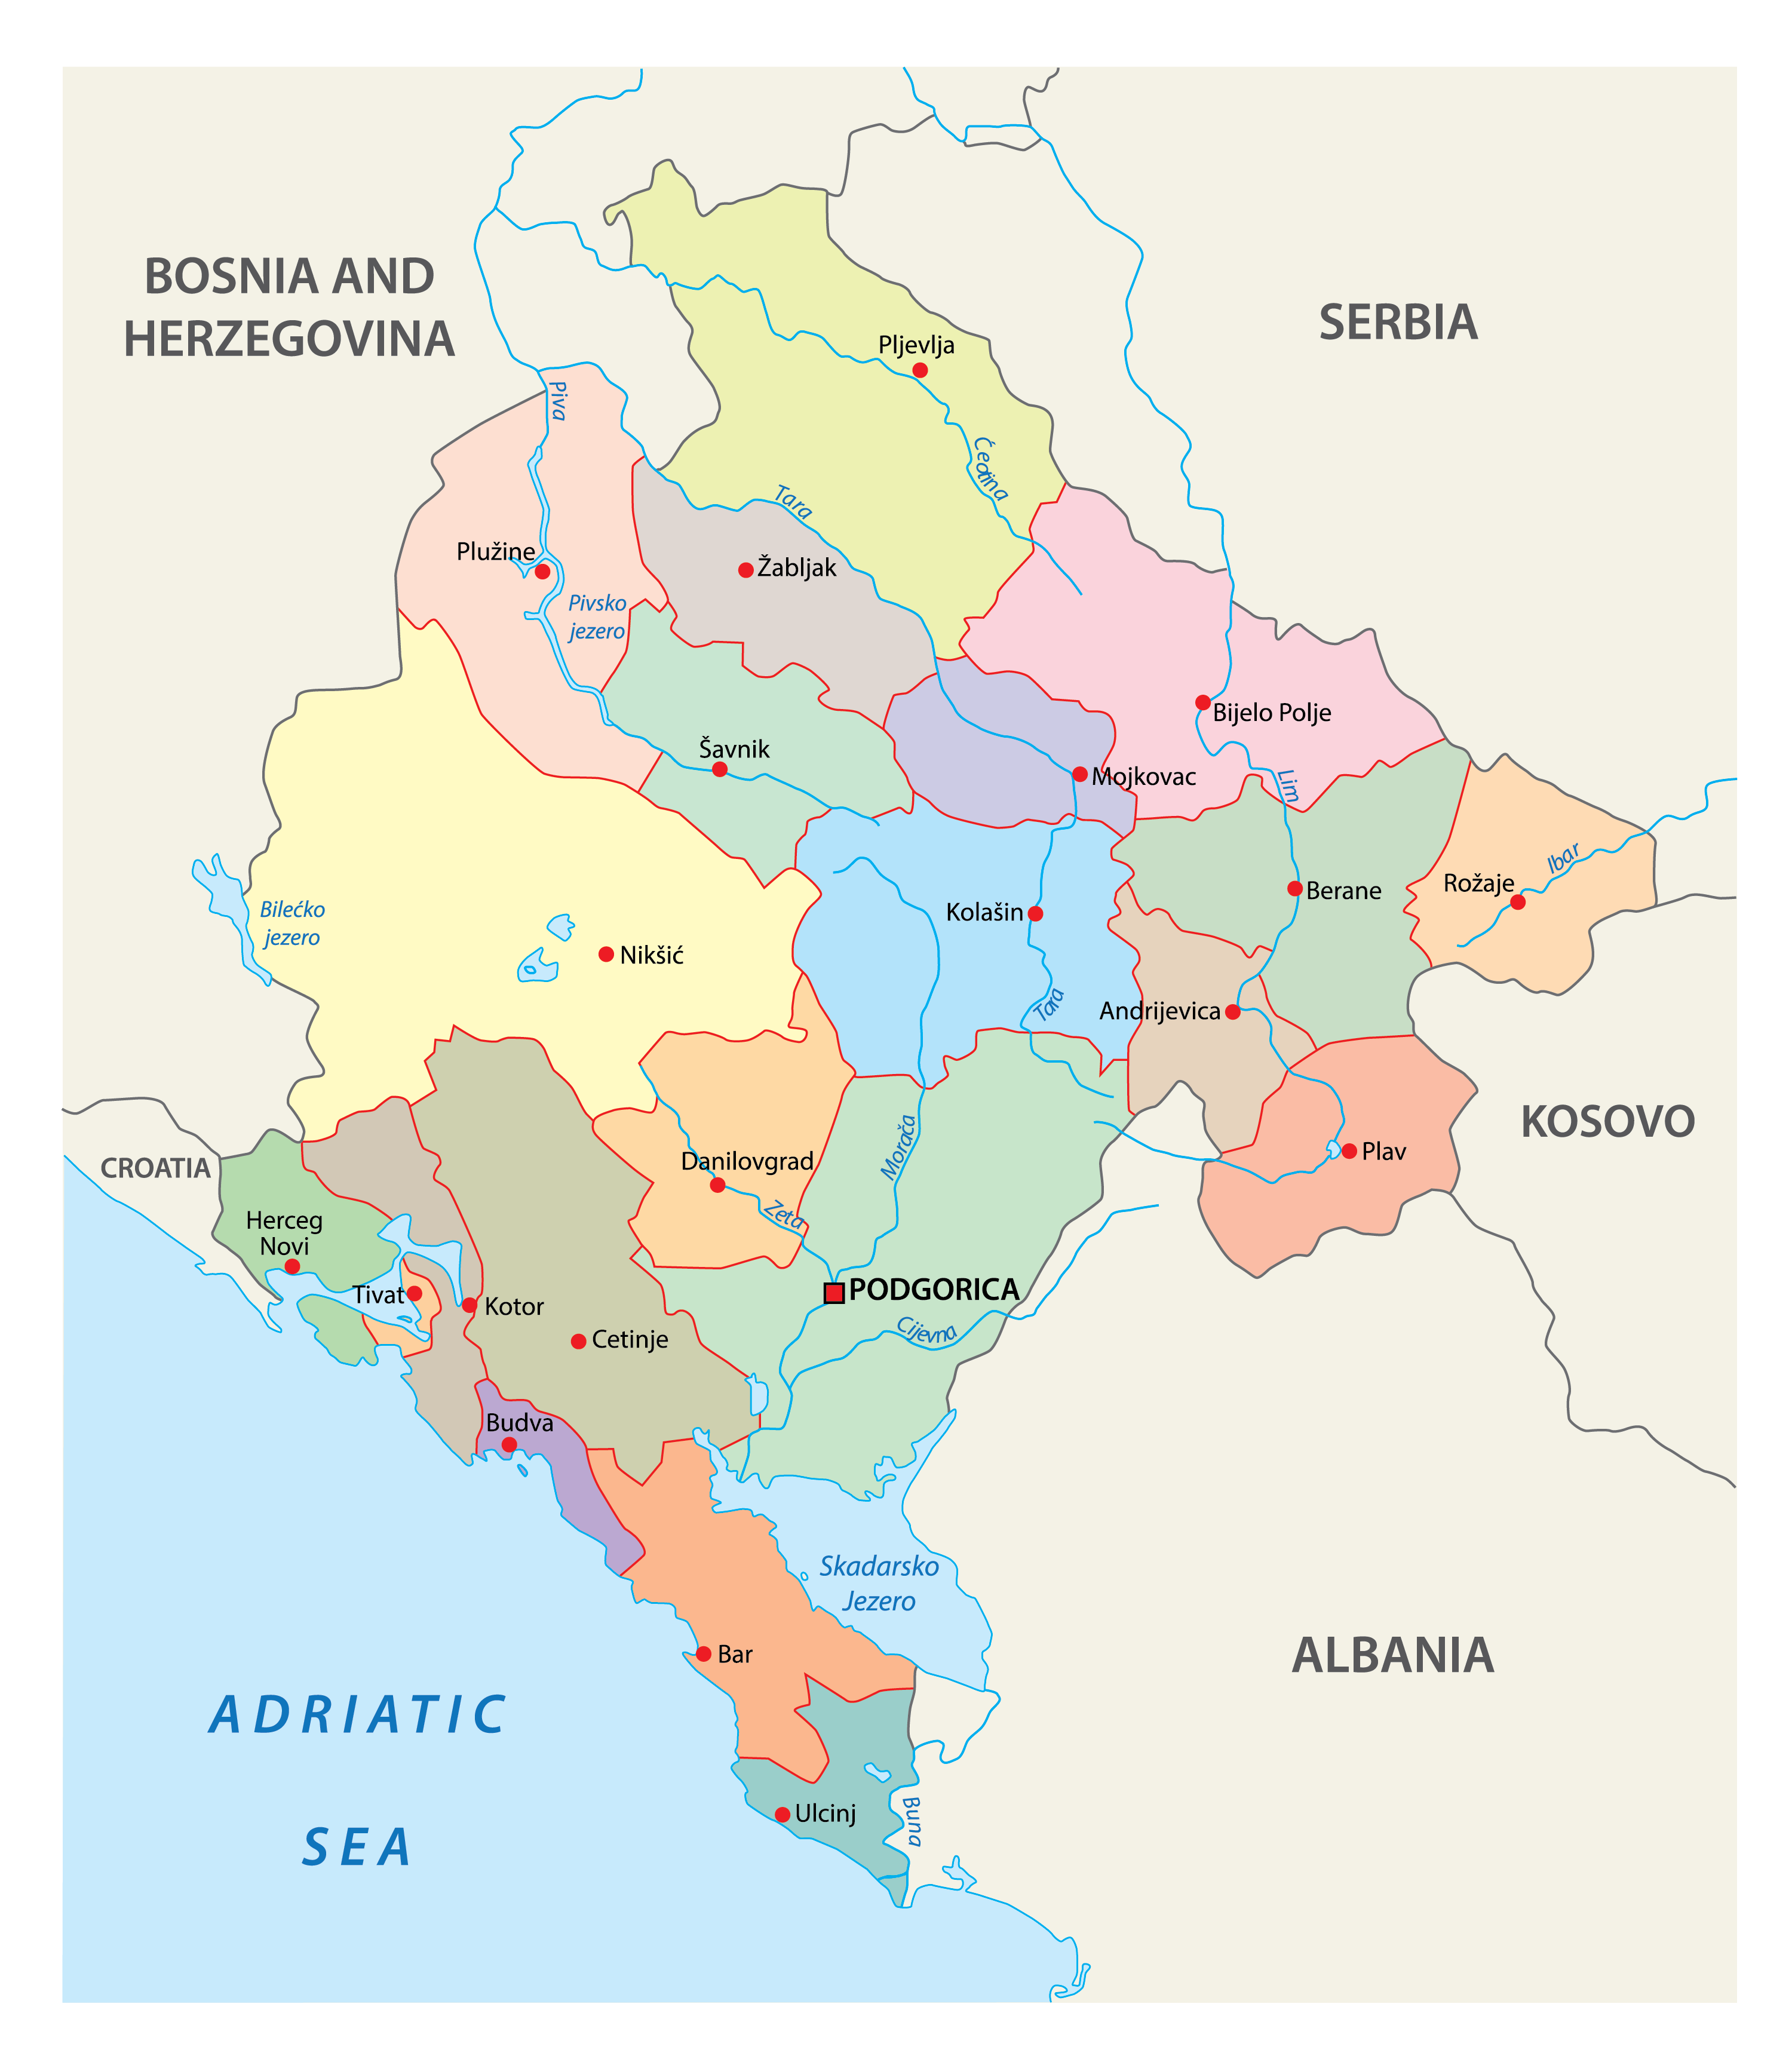 BOSNIA AND
HERZEGOVINA
SERBIA
Pljevlja
Piva
Ćeotina
Tara
Plužine
Žabljak
Pivsko
jezero
Bijelo Polje
Šavnik
Mojkovac
Lim
Ibar
Rožaje
Berane
Bilećko
jezero
Kolašin
Nikšić
Tara
Andrijevica
KOSOVO
CROATIA
Morača
Plav
Danilovgrad
Herceg
Novi
Zeta
Tivat
Kotor
PODGORICA
Cijevna
Cetinje
Budva
Skadarsko
Jezero
Bar
ALBANIA
ADRIATIC
SEA
Ulcinj
Buna